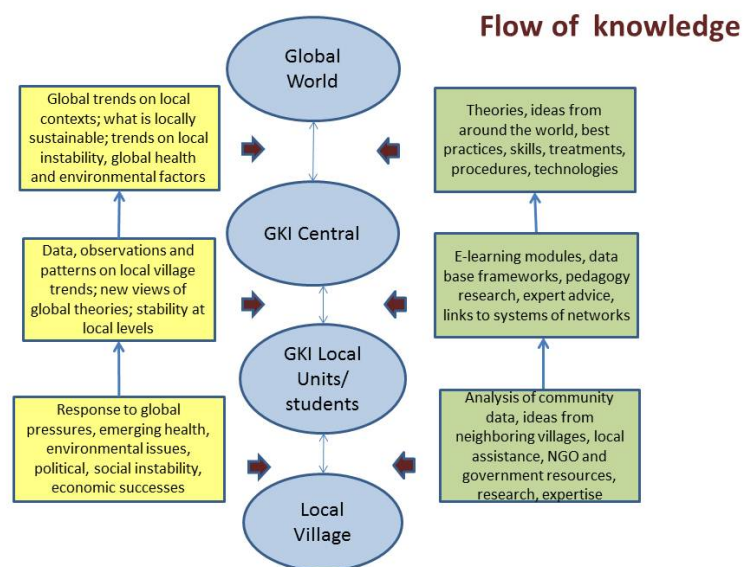 Flow of knowledge
Global
World
Global trends on local
contexts; what is locally
sustainable; trends on local
instability, global health
and environmental factors
Theories, ideas from
around the world, best
practices, skills, treatments,
procedures, technologies
GKI Central
Data, observations and
patterns on local village
trends; new views of
global theories; stability at
local levels
E-learning modules, data
base frameworks, pedagogy
research, expert advice,
links to systems of networks
GKI Local
Units/
students
Response to global
pressures, emerging health,
environmental issues,
political, social instability,
economic successes
Analysis of community
data, ideas from
neighboring villages, local
assistance, NGO and
government resources,
research, expertise
Local
Village